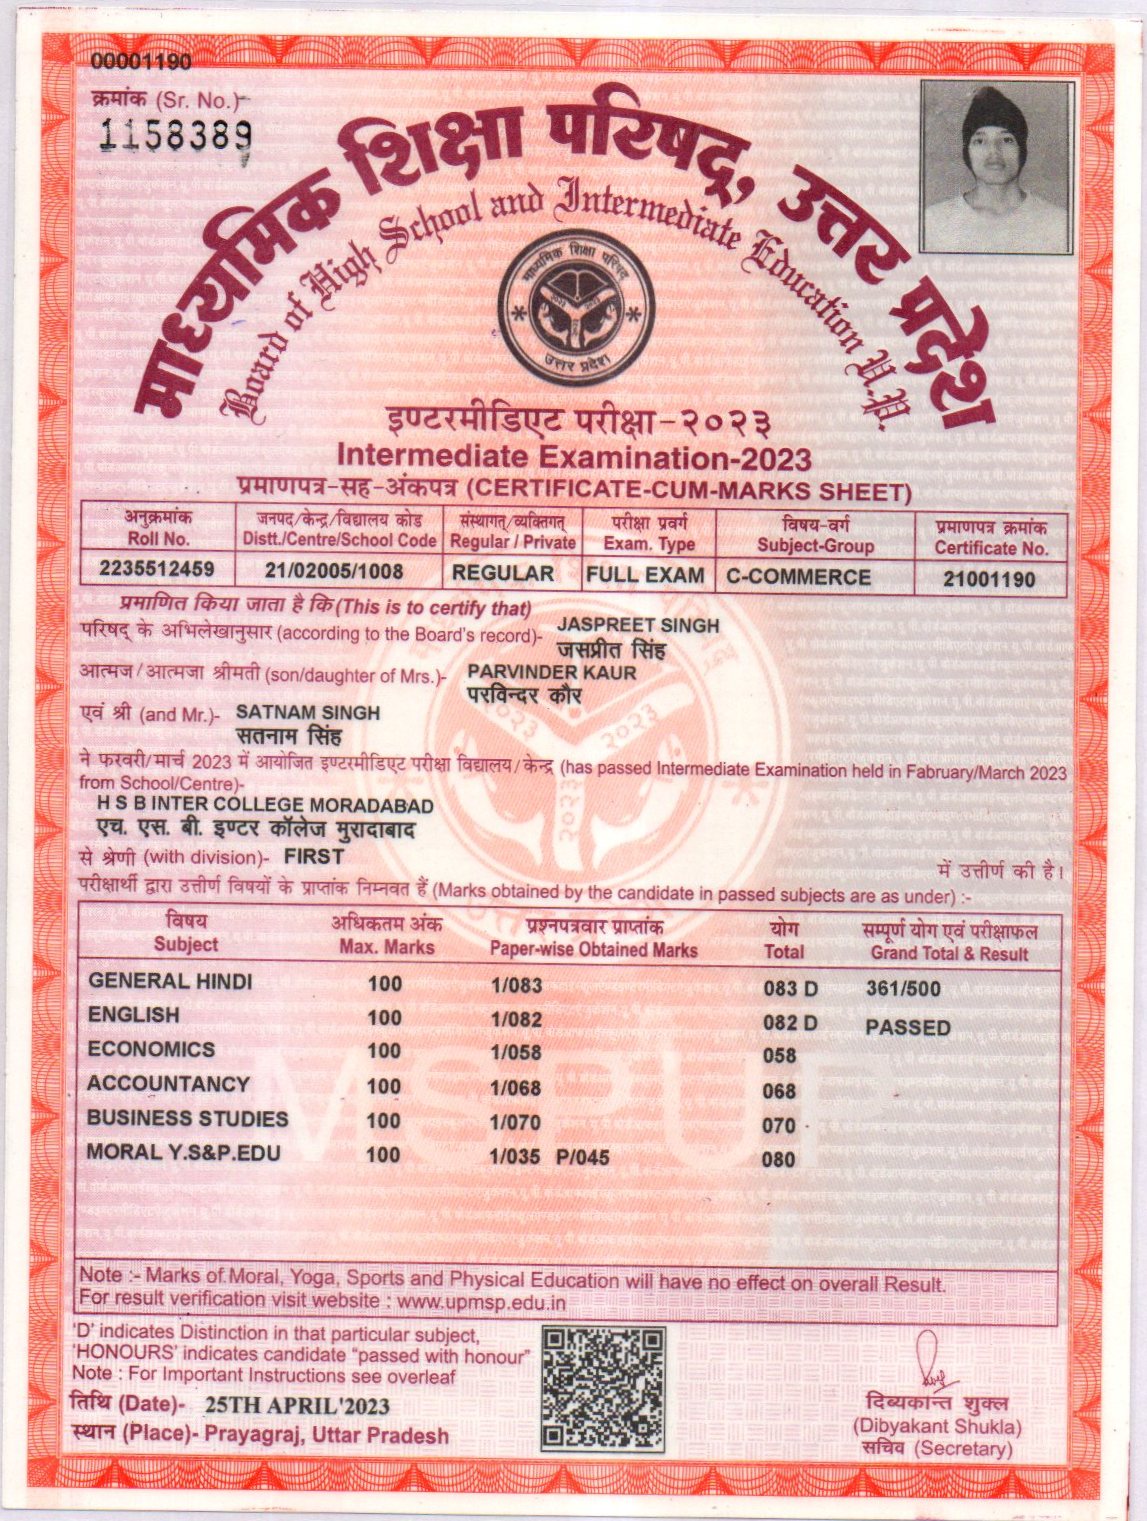 00001190
क्रमांक (Sr. No.)-
1158389
माध्यमिक शिक्षा परिषद्, उत्तर प्रदेश
Board of High School and Intermediate Education U.P.
माध्यमिक शिक्षा परिषद्
उत्तर प्रदेश
इण्टरमीडिएट परीक्षा-२०२३
Intermediate Examination-2023
प्रमाणपत्र-सह-अंकपत्र (CERTIFICATE-CUM-MARKS SHEET)
अनुक्रमांक जनपद/केन्द्र/विद्यालय कोड संस्थागत्/व्यक्तिगत् परीक्षा प्रवर्ग विषय-वर्ग प्रमाणपत्र क्रमांक
Roll No. Distt./Centre/School Code Regular / Private Exam. Type Subject-Group Certificate No.
2235512459 21/02005/1008 REGULAR FULL EXAM C-COMMERCE 21001190
प्रमाणित किया जाता है कि (This is to certify that)
परिषद् के अभिलेखानुसार (according to the Board's record)- JASPREET SINGH
जसप्रीत सिंह
आत्मज/आत्मजा श्रीमती (son/daughter of Mrs.)- PARVINDER KAUR
परविन्दर कौर
एवं श्री (and Mr.)- SATNAM SINGH
सतनाम सिंह
ने फरवरी/मार्च 2023 में आयोजित इण्टरमीडिएट परीक्षा विद्यालय/केन्द्र (has passed Intermediate Examination held in Fabruary/March 2023
from School/Centre)-
H S B INTER COLLEGE MORADABAD
एच. एस. बी. इण्टर कॉलेज मुरादाबाद
से श्रेणी (with division)- FIRST में उत्तीर्ण की है।
परीक्षार्थी द्वारा उत्तीर्ण विषयों के प्राप्तांक निम्नवत हैं (Marks obtained by the candidate in passed subjects are as under) :-
विषय अधिकतम अंक प्रश्नपत्रवार प्राप्तांक योग सम्पूर्ण योग एवं परीक्षाफल
Subject Max. Marks Paper-wise Obtained Marks Total Grand Total & Result
GENERAL HINDI 100 1/083 083 D 361/500
ENGLISH 100 1/082 082 D PASSED
ECONOMICS 100 1/058 058
ACCOUNTANCY 100 1/068 068
BUSINESS STUDIES 100 1/070 070
MORAL Y.S&P.EDU 100 1/035 P/045 080
MSPUP
Note :- Marks of Moral, Yoga, Sports and Physical Education will have no effect on overall Result.
For result verification visit website : www.upmsp.edu.in
'D' indicates Distinction in that particular subject,
'HONOURS' indicates candidate "passed with honour"
Note : For Important Instructions see overleaf
तिथि (Date)- 25TH APRIL'2023
स्थान (Place)- Prayagraj, Uttar Pradesh
दिब्यकान्त शुक्ल
(Dibyakant Shukla)
सचिव (Secretary)